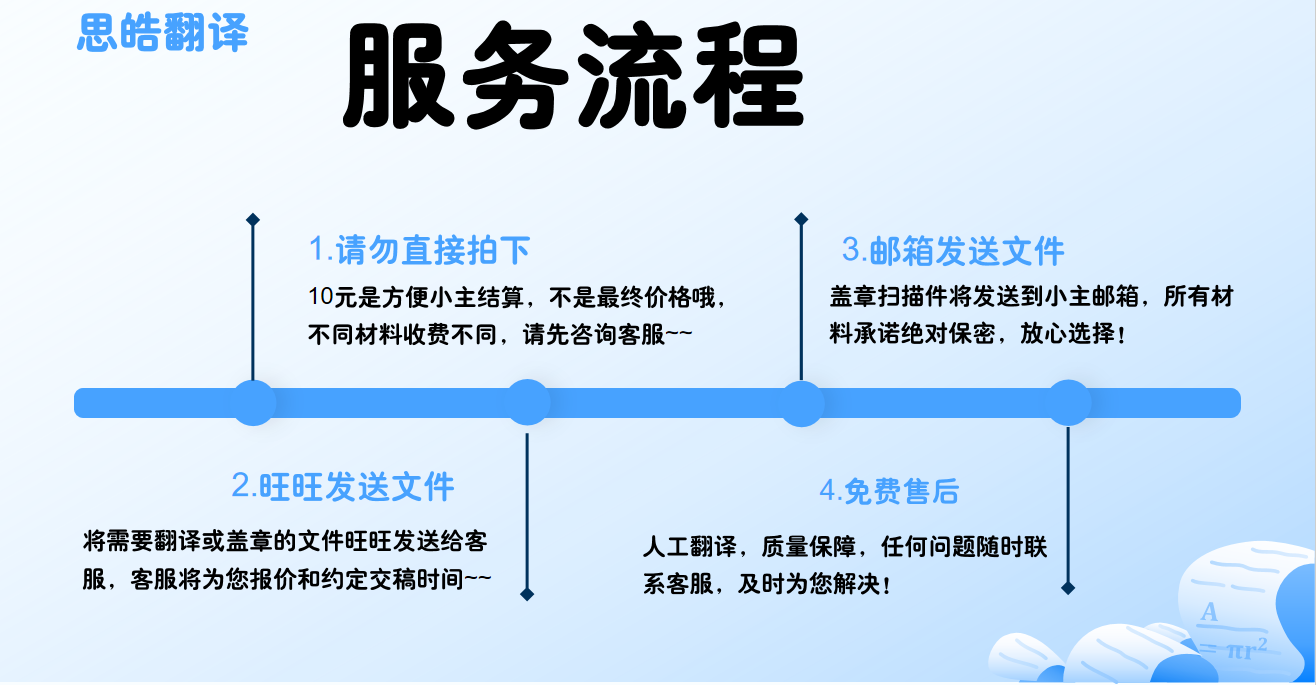 思皓翻译
服务流程
1.请勿直接拍下
10元是方便小主结算，不是最终价格哦，
不同材料收费不同，请先咨询客服~~
3.邮箱发送文件
盖章扫描件将发送到小主邮箱，所有材
料承诺绝对保密，放心选择！
2.旺旺发送文件
将需要翻译或盖章的文件旺旺发送给客
服，客服将为您报价和约定交稿时间~~
4.免费售后
人工翻译，质量保障，任何问题随时联
系客服，及时为您解决！
A
= πr²